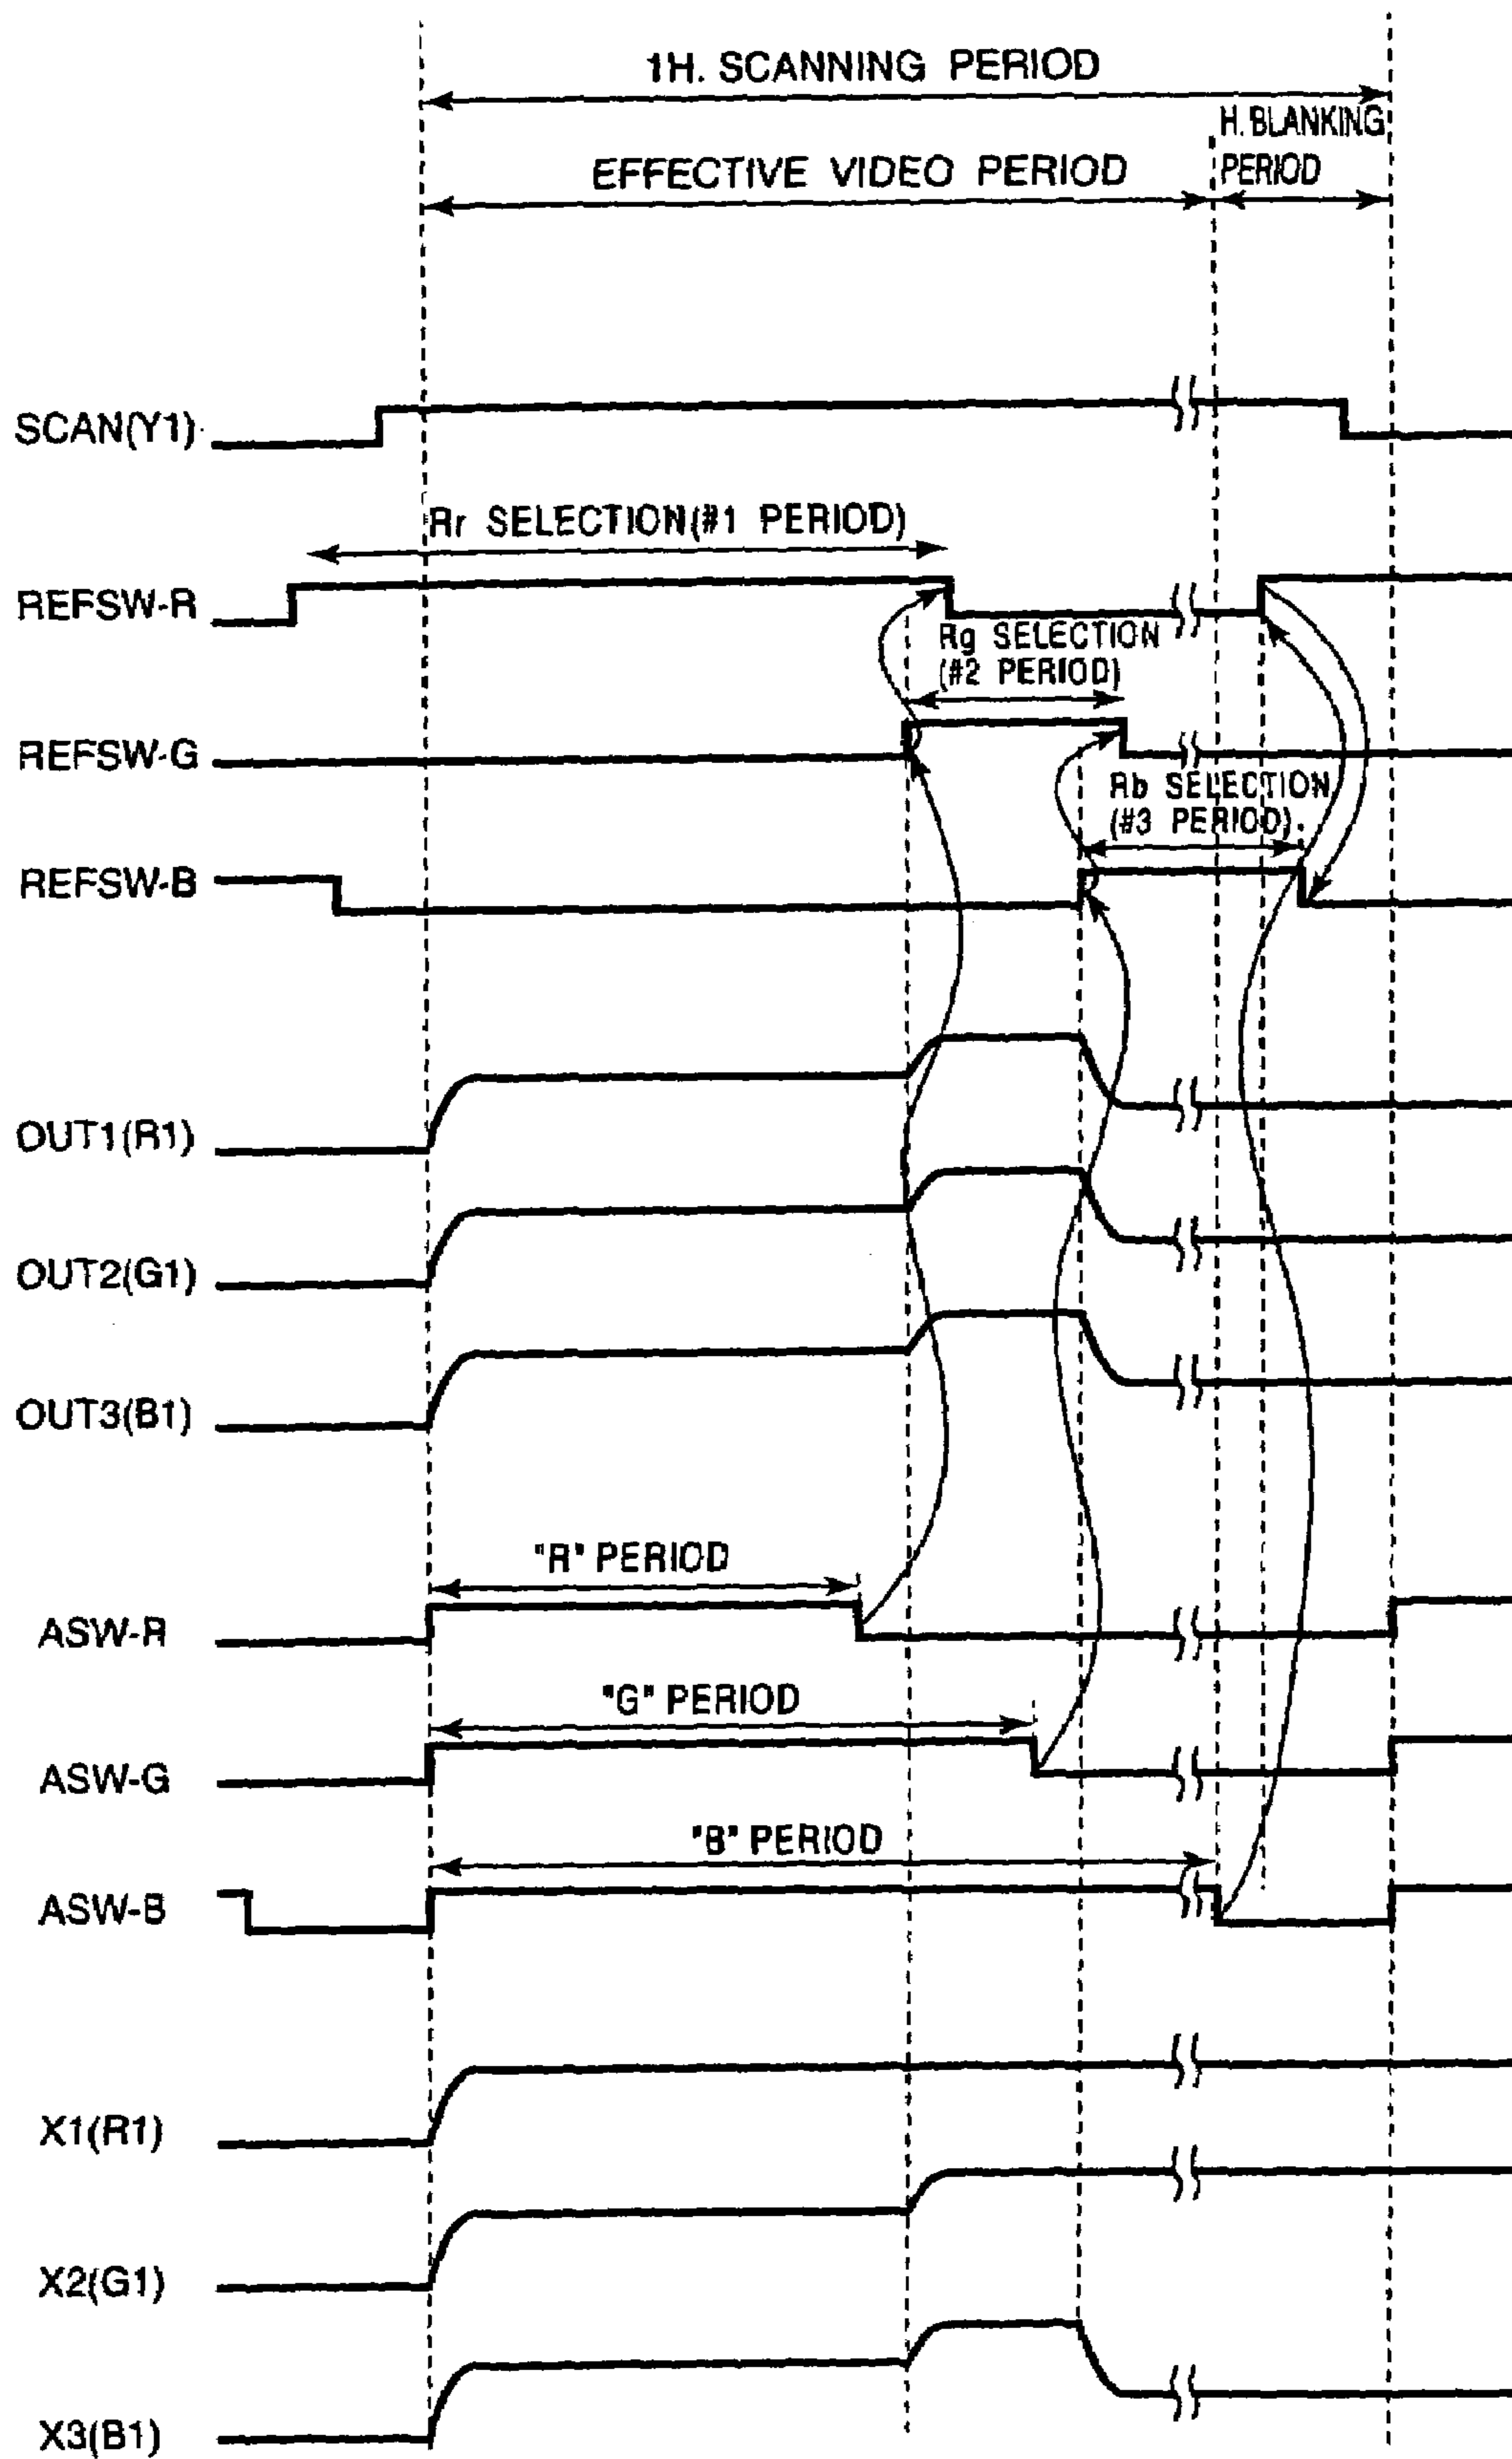 1H. SCANNING PERIOD
H. BLANKING
PERIOD
EFFECTIVE VIDEO PERIOD
SCAN(Y1)
Rr SELECTION(#1 PERIOD)
REFSW-R
Rg SELECTION
(#2 PERIOD)
REFSW-G
Rb SELECTION
(#3 PERIOD)
REFSW-B
OUT1(R1)
OUT2(G1)
OUT3(B1)
"R" PERIOD
ASW-R
"G" PERIOD
ASW-G
"B" PERIOD
ASW-B
X1(R1)
X2(G1)
X3(B1)